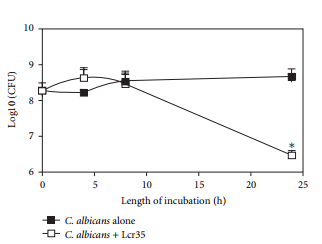 10
9
8
7
6
Log10 (CFU)
*
0 5 10 15 20 25
Length of incubation (h)
C. albicans alone
C. albicans + Lcr35